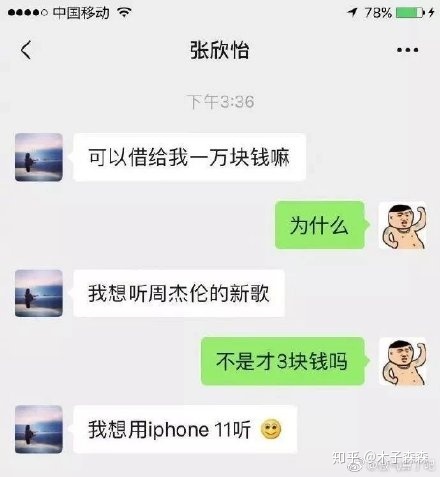 中国移动
78%
张欣怡
下午3:36
可以借给我一万块钱嘛
为什么
我想听周杰伦的新歌
不是才3块钱吗
我想用iphone 11听
知乎 @木子森森